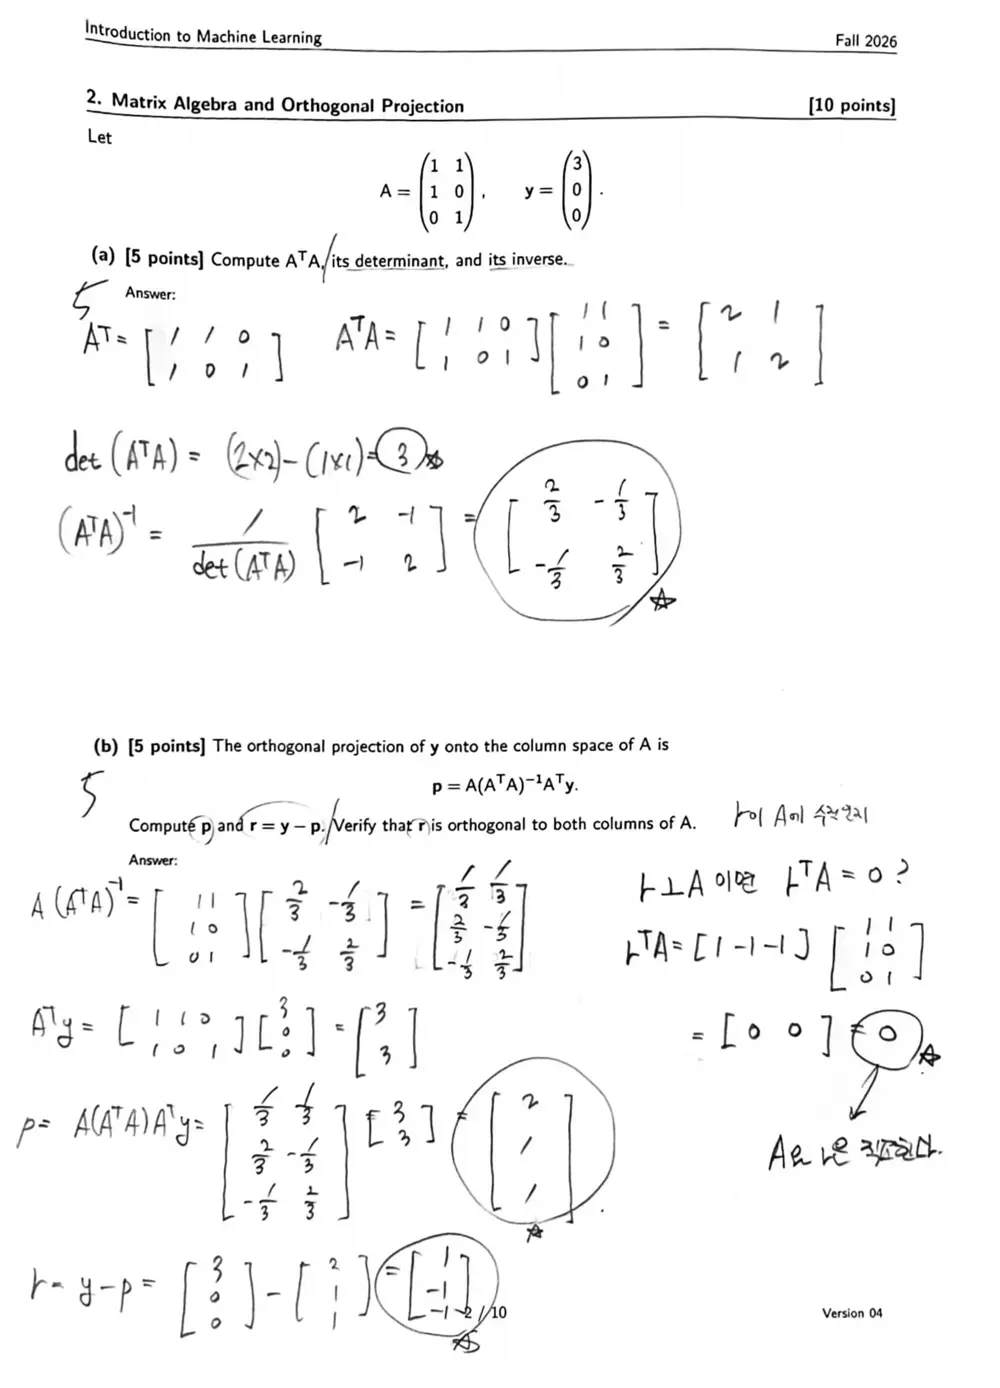 Introduction to Machine Learning Fall 2026
2. Matrix Algebra and Orthogonal Projection [10 points]
Let
A = (1 1; 1 0; 0 1), y = (3; 0; 0).
(a) [5 points] Compute AᵀA, its determinant, and its inverse.
5
Answer:
Aᵀ = [1 1 0; 1 0 1] AᵀA = [1 1 0; 1 0 1][1 1; 1 0; 0 1] = [2 1; 1 2]
det(AᵀA) = (2×2)-(1×1)=3
(AᵀA)⁻¹ = 1/det(AᵀA) [2 -1; -1 2] = [2/3 -1/3; -1/3 2/3]
(b) [5 points] The orthogonal projection of y onto the column space of A is
5
p = A(AᵀA)⁻¹Aᵀy.
Compute p and r = y − p. Verify that r is orthogonal to both columns of A.
r이 A에 수직인지
Answer:
A(AᵀA)⁻¹ = [1 1; 1 0; 0 1][2/3 -1/3; -1/3 2/3] = [1/3 1/3; 2/3 -1/3; -1/3 2/3]
Aᵀy = [1 1 0; 1 0 1][3; 0; 0] = [3; 3]
p = A(AᵀA)Aᵀy = [1/3 1/3; 2/3 -1/3; -1/3 2/3][3; 3] = [2; 1; 1]
r = y-p = [3; 0; 0] - [2; 1; 1] = [1; -1; -1]
r⊥A 이면 rᵀA = 0?
rᵀA = [1 -1 -1][1 1; 1 0; 0 1]
= [0 0] = 0
A와 r은 직교한다.
2 / 10
Version 04